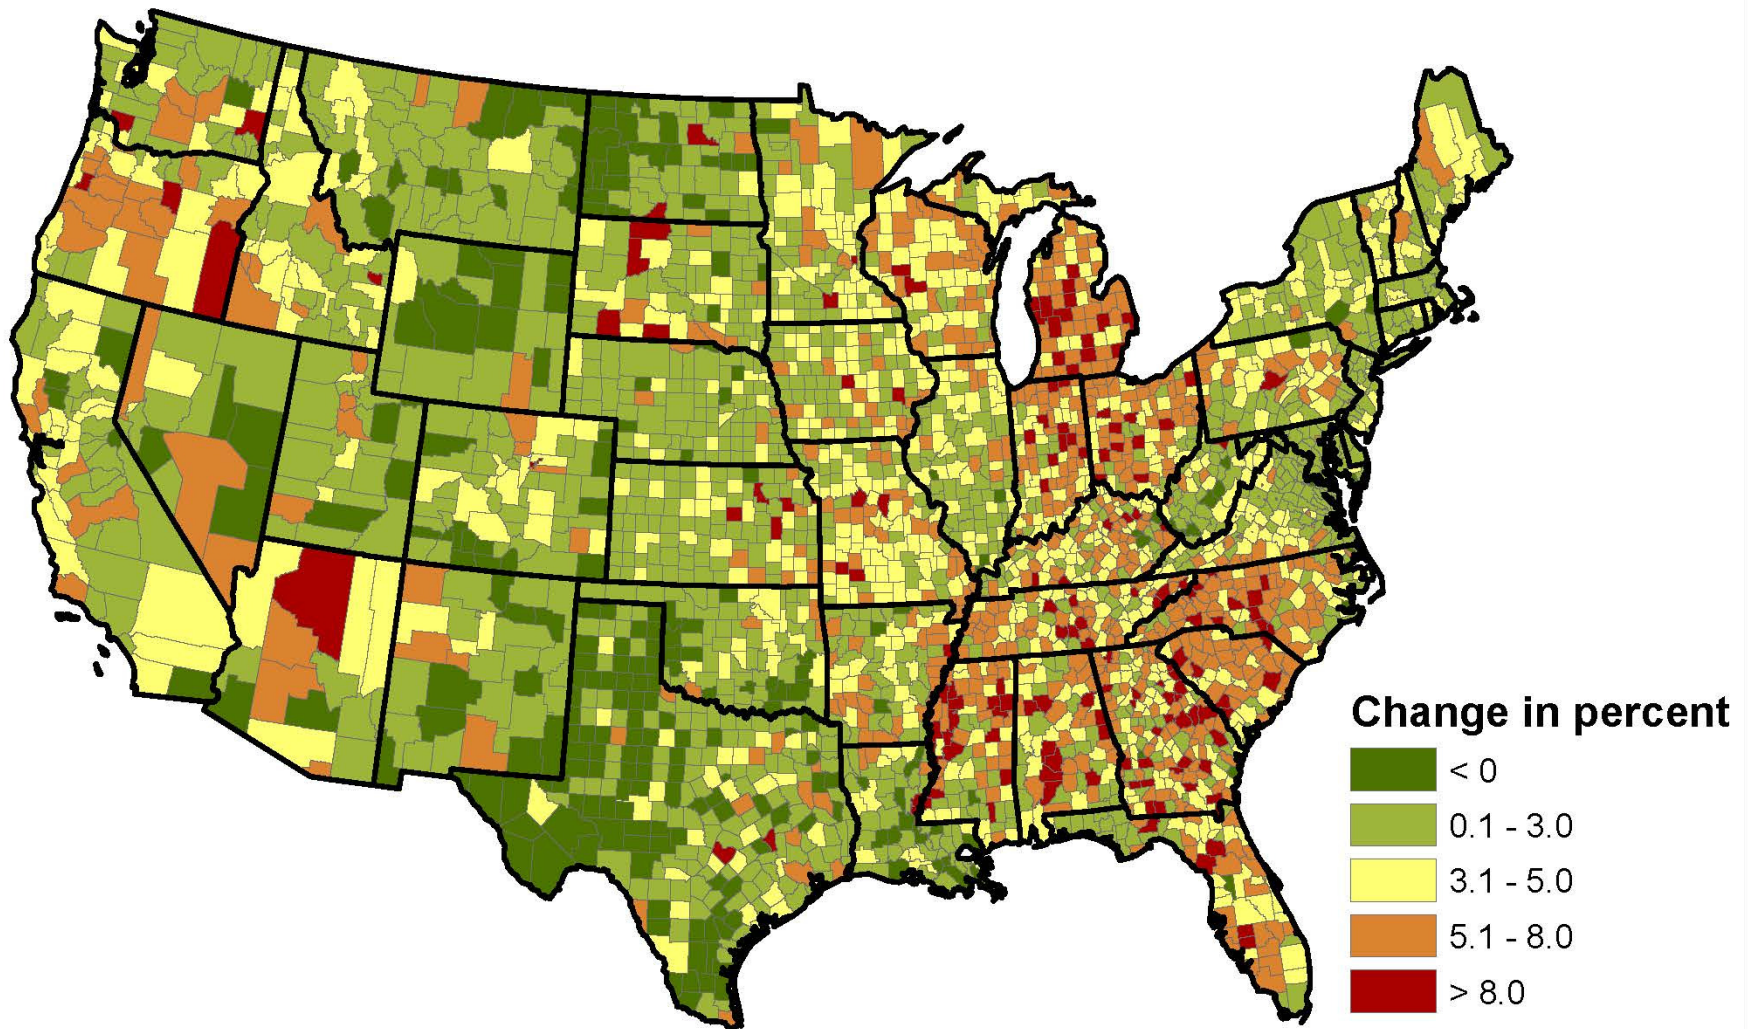 Change in percent
< 0
0.1 - 3.0
3.1 - 5.0
5.1 - 8.0
> 8.0